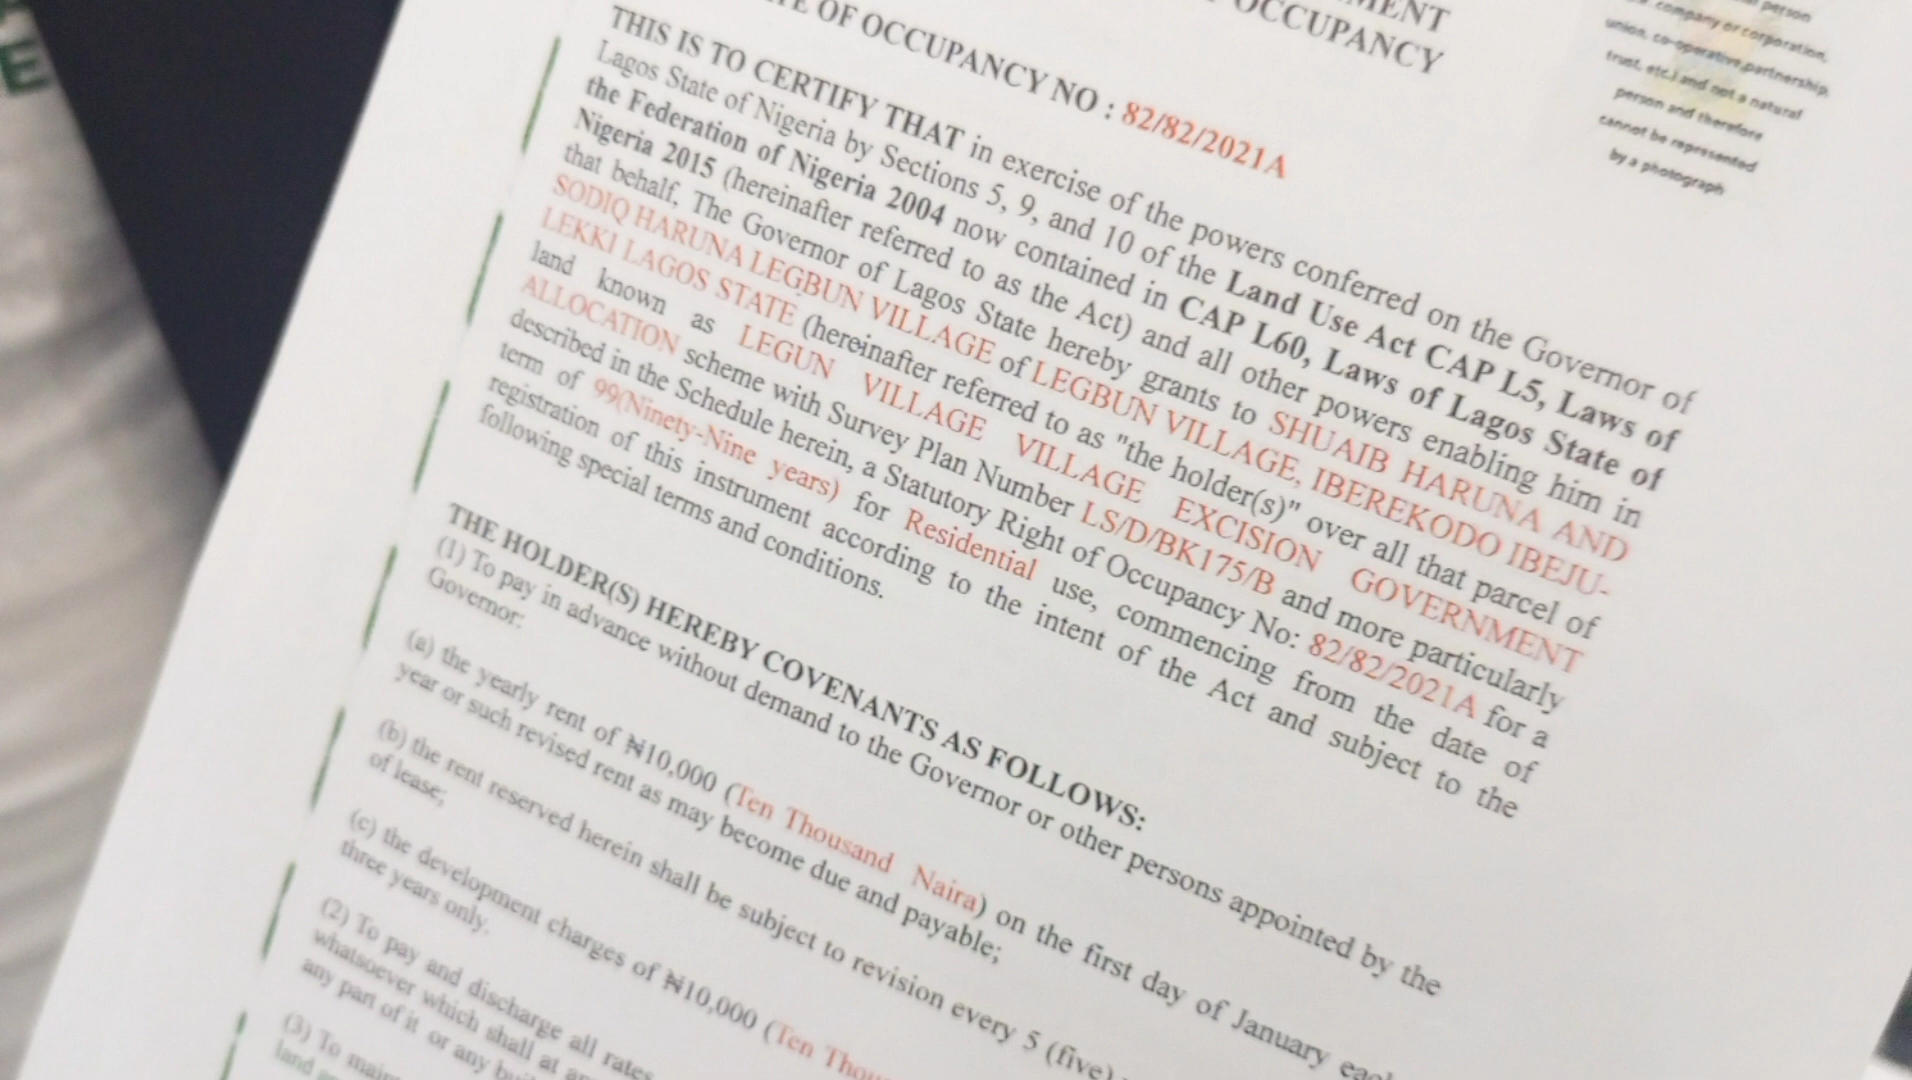 MENT
OCCUPANCY
OF OCCUPANCY NO : 82/82/2021A
person
company or corporation,
union, co-operative,partnership,
trust, etc.) and not a natural
person and therefore
cannot be represented
by a photograph
THIS IS TO CERTIFY THAT in exercise of the powers conferred on the Governor of
Lagos State of Nigeria by Sections 5, 9, and 10 of the Land Use Act CAP L5, Laws of
the Federation of Nigeria 2004 now contained in CAP L60, Laws of Lagos State of
Nigeria 2015 (hereinafter referred to as the Act) and all other powers enabling him in
that behalf, The Governor of Lagos State hereby grants to SHUAIB HARUNA AND
SODIQ HARUNA LEGBUN VILLAGE of LEGBUN VILLAGE, IBEREKODO IBEJU-
LEKKI LAGOS STATE (hereinafter referred to as "the holder(s)" over all that parcel of
land known as LEGUN VILLAGE VILLAGE EXCISION GOVERNMENT
ALLOCATION scheme with Survey Plan Number LS/D/BK175/B and more particularly
described in the Schedule herein, a Statutory Right of Occupancy No: 82/82/2021A for a
term of 99(Ninety-Nine years) for Residential use, commencing from the date of
registration of this instrument according to the intent of the Act and subject to the
following special terms and conditions.
THE HOLDER(S) HEREBY COVENANTS AS FOLLOWS:
(1) To pay in advance without demand to the Governor or other persons appointed by the
Governor:
(a) the yearly rent of ₦10,000 (Ten Thousand Naira) on the first day of January each
year or such revised rent as may become due and payable;
(b) the rent reserved herein shall be subject to revision every 5 (five)
of lease;
(c) the development charges of ₦10,000 (Ten Thou
three years only.
(2) To pay and discharge all rates
whatsoever which shall at
any part of it or any
(3) To
land